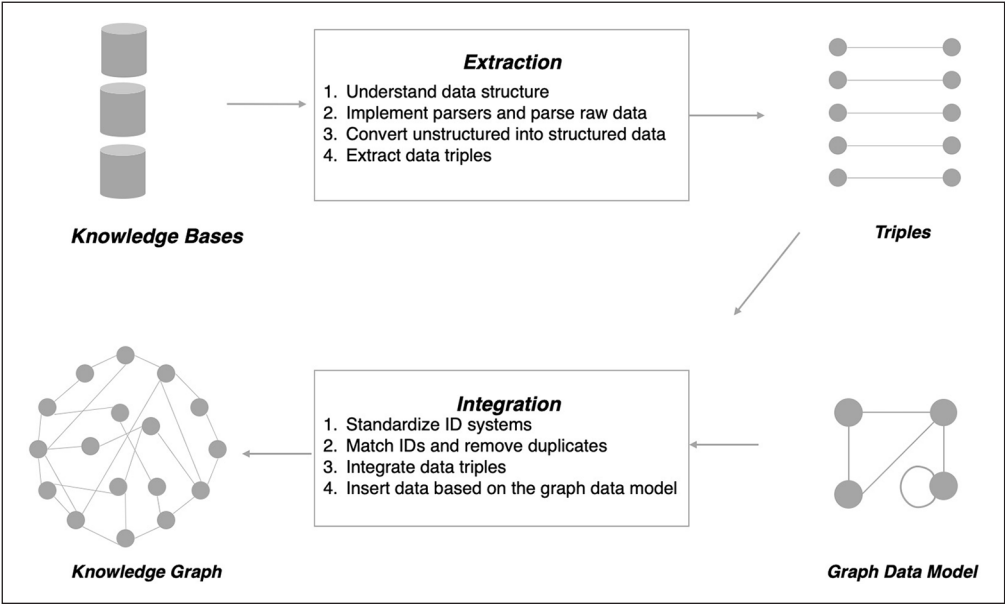 Knowledge Bases
Extraction
1. Understand data structure
2. Implement parsers and parse raw data
3. Convert unstructured into structured data
4. Extract data triples
Triples
Knowledge Graph
Integration
1. Standardize ID systems
2. Match IDs and remove duplicates
3. Integrate data triples
4. Insert data based on the graph data model
Graph Data Model